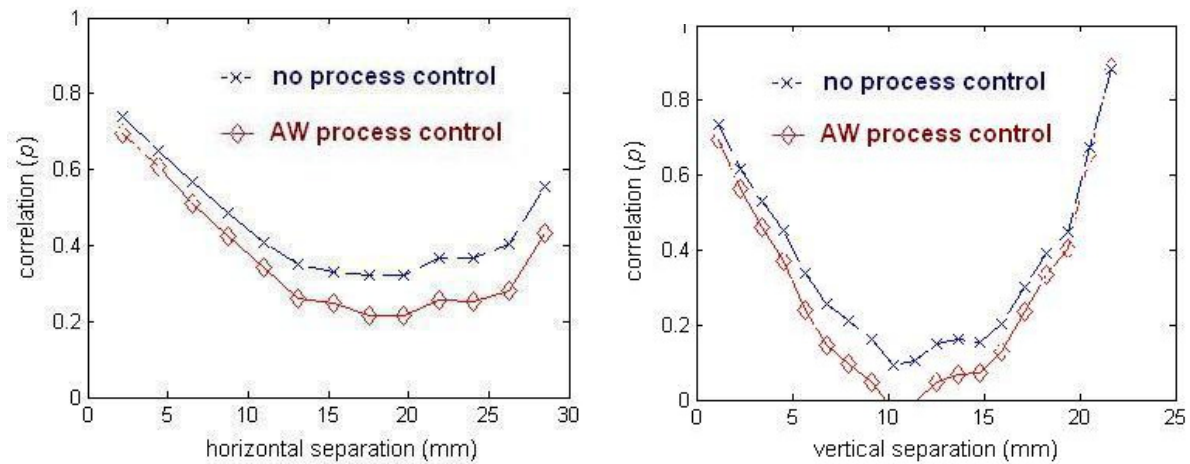 1
0.8
0.6
0.4
0.2
0
correlation (p)
no process control
AW process control
0 5 10 15 20 25 30
horizontal separation (mm)
1
0.8
0.6
0.4
0.2
0
correlation (p)
no process control
AW process control
0 5 10 15 20 25
vertical separation (mm)